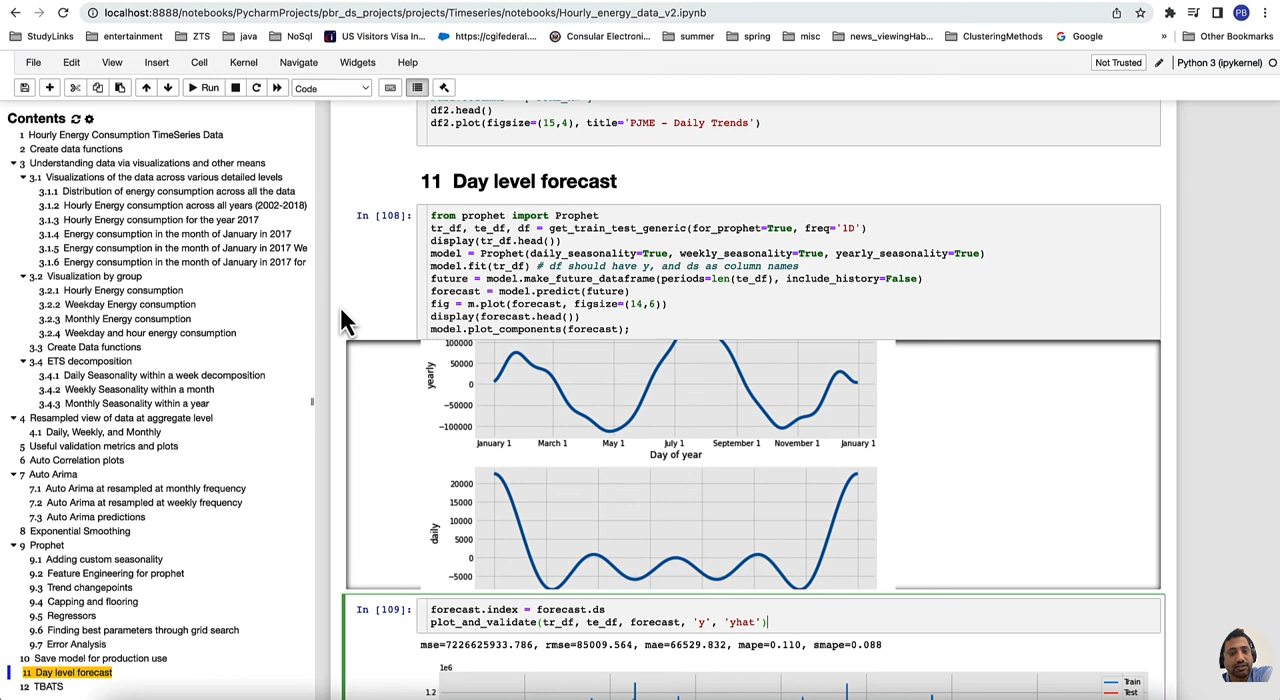 localhost:8888/notebooks/PycharmProjects/pbr_ds_projects/projects/Timeseries/notebooks/Hourly_energy_data_v2.ipynb
PB
StudyLinks entertainment ZTS java NoSql US Visitors Visa In... https://cgifederal.... Consular Electroni... summer spring misc news_viewingHab... ClusteringMethods Google » Other Bookmarks
File Edit View Insert Cell Kernel Navigate Widgets Help Not Trusted Python 3 (ipykernel)
Run Code
Contents
1 Hourly Energy Consumption TimeSeries Data
2 Create data functions
3 Understanding data via visualizations and other means
3.1 Visualizations of the data across various detailed levels
3.1.1 Distribution of energy consumption across all the data
3.1.2 Hourly Energy consumption across all years (2002-2018)
3.1.3 Hourly Energy consumption for the year 2017
3.1.4 Energy consumption in the month of January in 2017
3.1.5 Energy consumption in the month of January in 2017 We
3.1.6 Energy consumption in the month of January in 2017 for
3.2 Visualization by group
3.2.1 Hourly Energy consumption
3.2.2 Weekday Energy consumption
3.2.3 Monthly Energy consumption
3.2.4 Weekday and hour energy consumption
3.3 Create Data functions
3.4 ETS decomposition
3.4.1 Daily Seasonality within a week decomposition
3.4.2 Weekly Seasonality within a month
3.4.3 Monthly Seasonality within a year
4 Resampled view of data at aggregate level
4.1 Daily, Weekly, and Monthly
5 Useful validation metrics and plots
6 Auto Correlation plots
7 Auto Arima
7.1 Auto Arima at resampled at monthly frequency
7.2 Auto Arima at resampled at weekly frequency
7.3 Auto Arima predictions
8 Exponential Smoothing
9 Prophet
9.1 Adding custom seasonality
9.2 Feature Engineering for prophet
9.3 Trend changepoints
9.4 Capping and flooring
9.5 Regressors
9.6 Finding best parameters through grid search
9.7 Error Analysis
10 Save model for production use
11 Day level forecast
12 TBATS
df2.head()
df2.plot(figsize=(15,4), title='PJME - Daily Trends')
11 Day level forecast
In [108]:
from prophet import Prophet
tr_df, te_df, df = get_train_test_generic(for_prophet=True, freq='1D')
display(tr_df.head())
model = Prophet(daily_seasonality=True, weekly_seasonality=True, yearly_seasonality=True)
model.fit(tr_df) # df should have y, and ds as column names
future = model.make_future_dataframe(periods=len(te_df), include_history=False)
forecast = model.predict(future)
fig = m.plot(forecast, figsize=(14,6))
display(forecast.head())
model.plot_components(forecast);
100000
50000
0
−50000
−100000
yearly
January 1 March 1 May 1 July 1 September 1 November 1 January 1
Day of year
20000
15000
10000
5000
0
−5000
daily
In [109]:
forecast.index = forecast.ds
plot_and_validate(tr_df, te_df, forecast, 'y', 'yhat')
mse=7226625933.786, rmse=85009.564, mae=66529.832, mape=0.110, smape=0.088
1e6
1.2
Train
Test